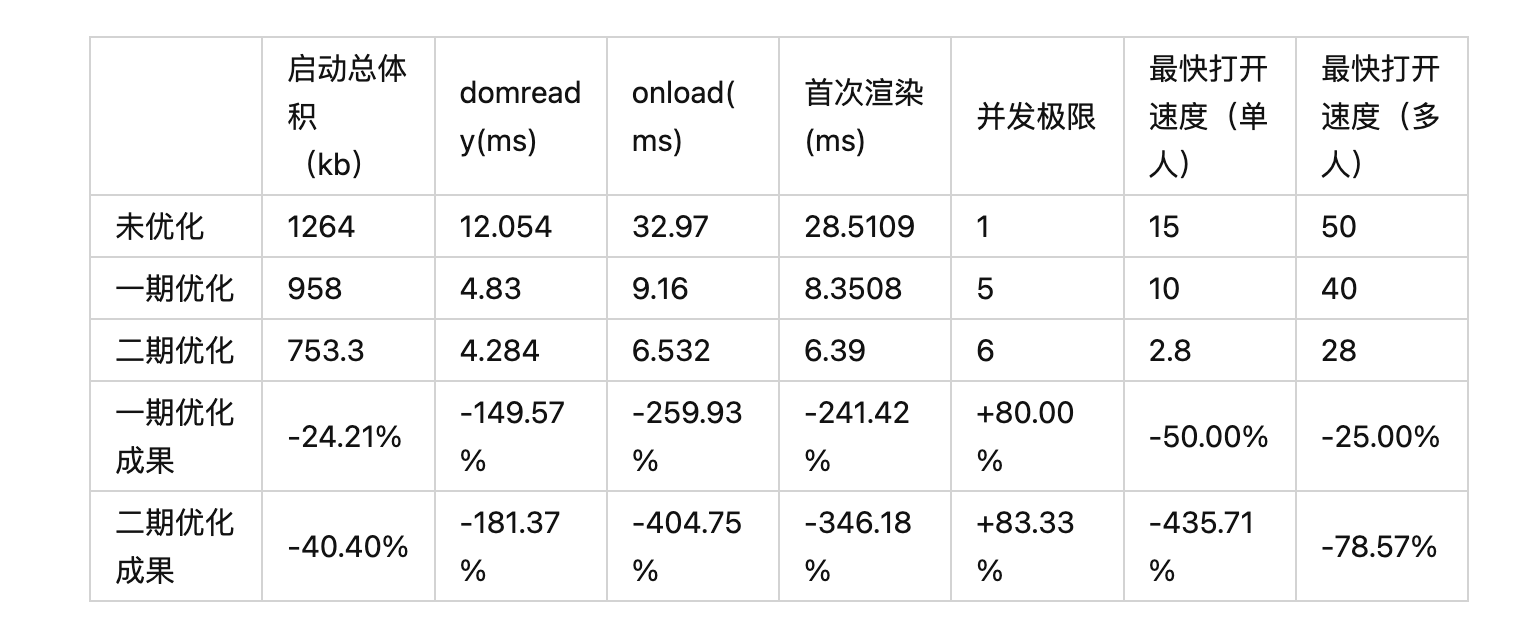 启动总体
积
（kb）
domread
y(ms)
onload(
ms)
首次渲染
(ms)
并发极限
最快打开
速度（单
人）
最快打开
速度（多
人）
未优化 1264 12.054 32.97 28.5109 1 15 50
一期优化 958 4.83 9.16 8.3508 5 10 40
二期优化 753.3 4.284 6.532 6.39 6 2.8 28
一期优化
成果
-24.21%
-149.57
%
-259.93
%
-241.42
%
+80.00
%
-50.00%
-25.00%
二期优化
成果
-40.40%
-181.37
%
-404.75
%
-346.18
%
+83.33
%
-435.71
%
-78.57%